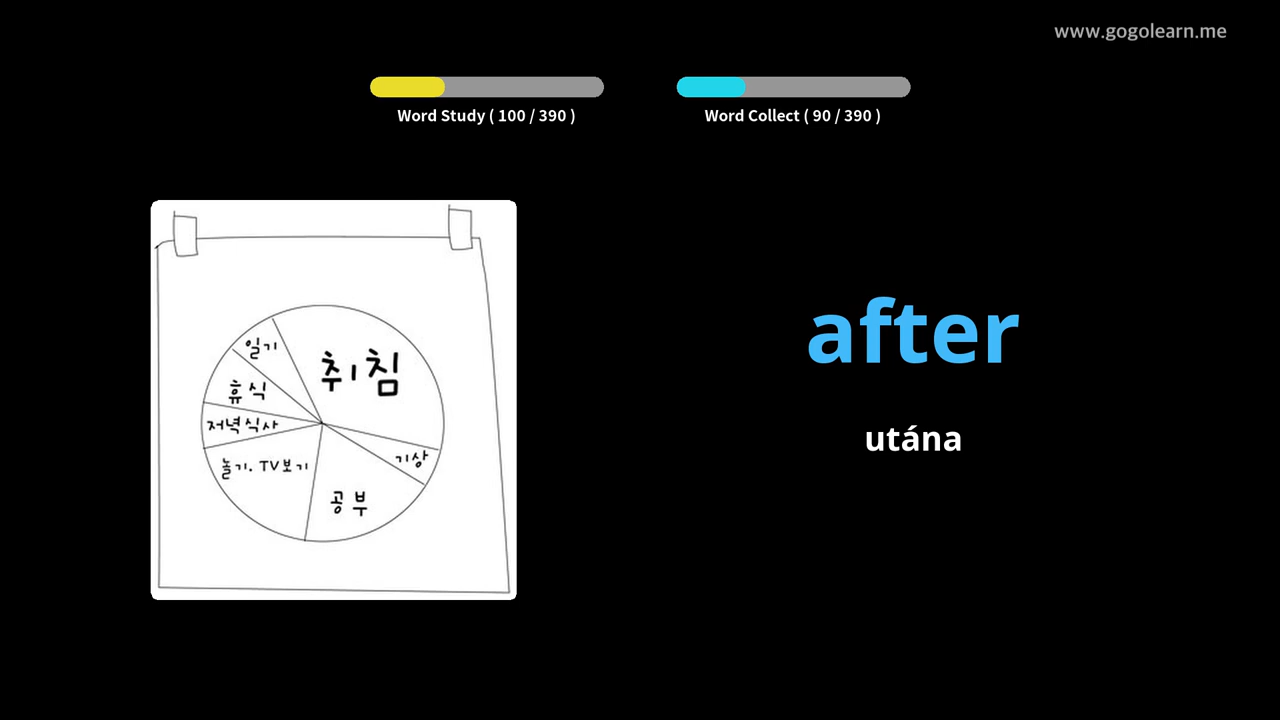 www.gogolearn.me
Word Study ( 100 / 390 )
Word Collect ( 90 / 390 )
일기
취침
휴식
저녁식사
기상
놀기. TV보기
공부
after
utána